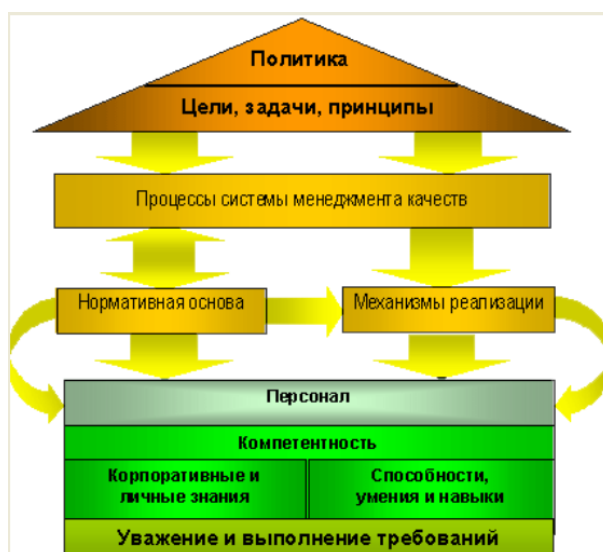 Политика
Цели, задачи, принципы
Процессы системы менеджмента качеств
Нормативная основа
Механизмы реализации
Персонал
Компетентность
Корпоративные и
личные знания
Способности,
умения и навыки
Уважение и выполнение требований